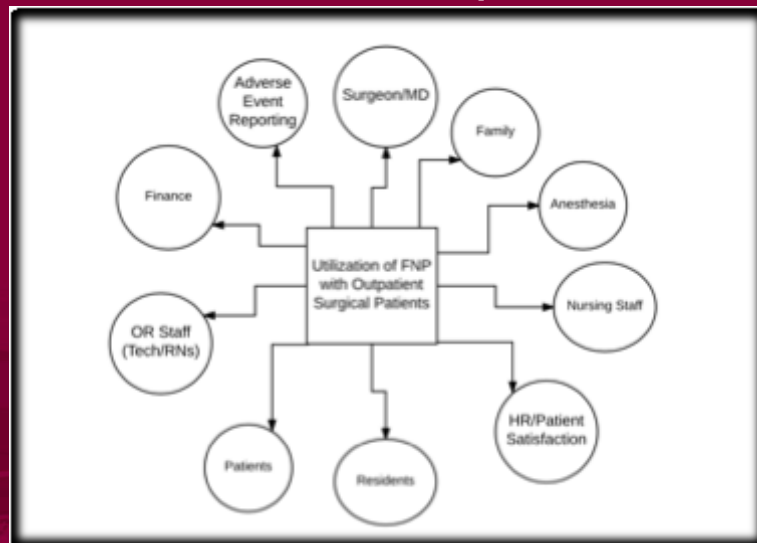 Adverse
Event
Reporting
Surgeon/MD
Family
Finance
Anesthesia
Utilization of FNP
with Outpatient
Surgical Patients
Nursing Staff
OR Staff
(Tech/RNs)
HR/Patient
Satisfaction
Patients
Residents